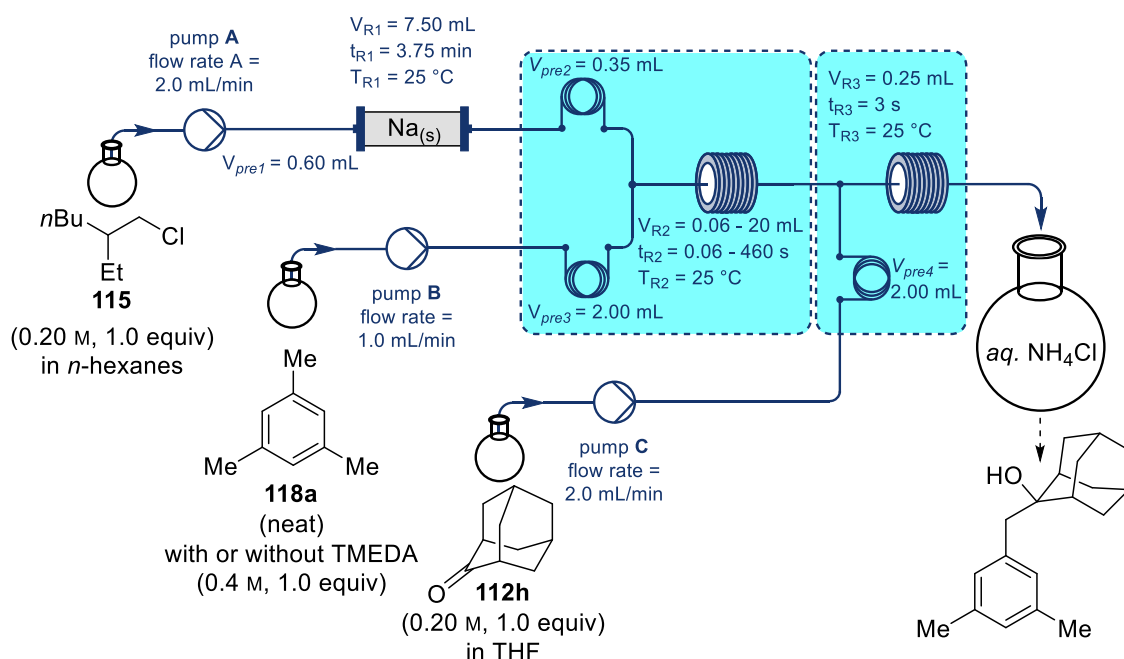 pump A
flow rate A =
2.0 mL/min
V_R1 = 7.50 mL
t_R1 = 3.75 min
T_R1 = 25 °C
V_pre1 = 0.60 mL
Na(s)
V_pre2 = 0.35 mL
V_R3 = 0.25 mL
t_R3 = 3 s
T_R3 = 25 °C
nBu
Cl
Et
115
(0.20 M, 1.0 equiv)
in n-hexanes
pump B
flow rate =
1.0 mL/min
V_pre3 = 2.00 mL
V_R2 = 0.06 - 20 mL
t_R2 = 0.06 - 460 s
T_R2 = 25 °C
V_pre4 =
2.00 mL
aq. NH4Cl
Me
Me
Me
118a
(neat)
with or without TMEDA
(0.4 M, 1.0 equiv)
pump C
flow rate =
2.0 mL/min
O
112h
(0.20 M, 1.0 equiv)
in THF
HO
Me
Me